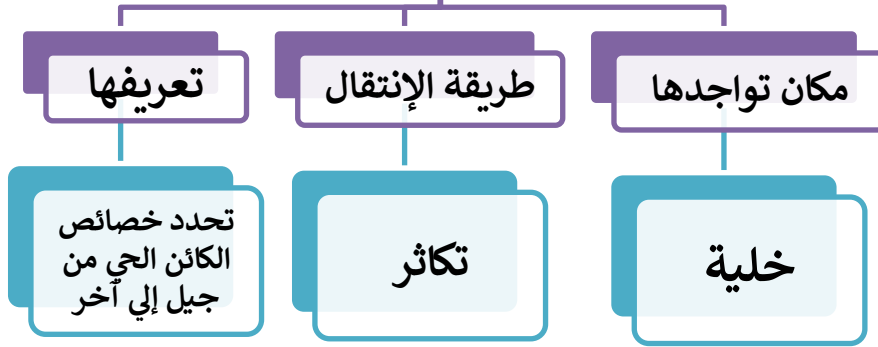 مكان تواجدها
طريقة الإنتقال
تعريفها
خلية
تكاثر
تحدد خصائص
الكائن الحي من
جيل إلي آخر